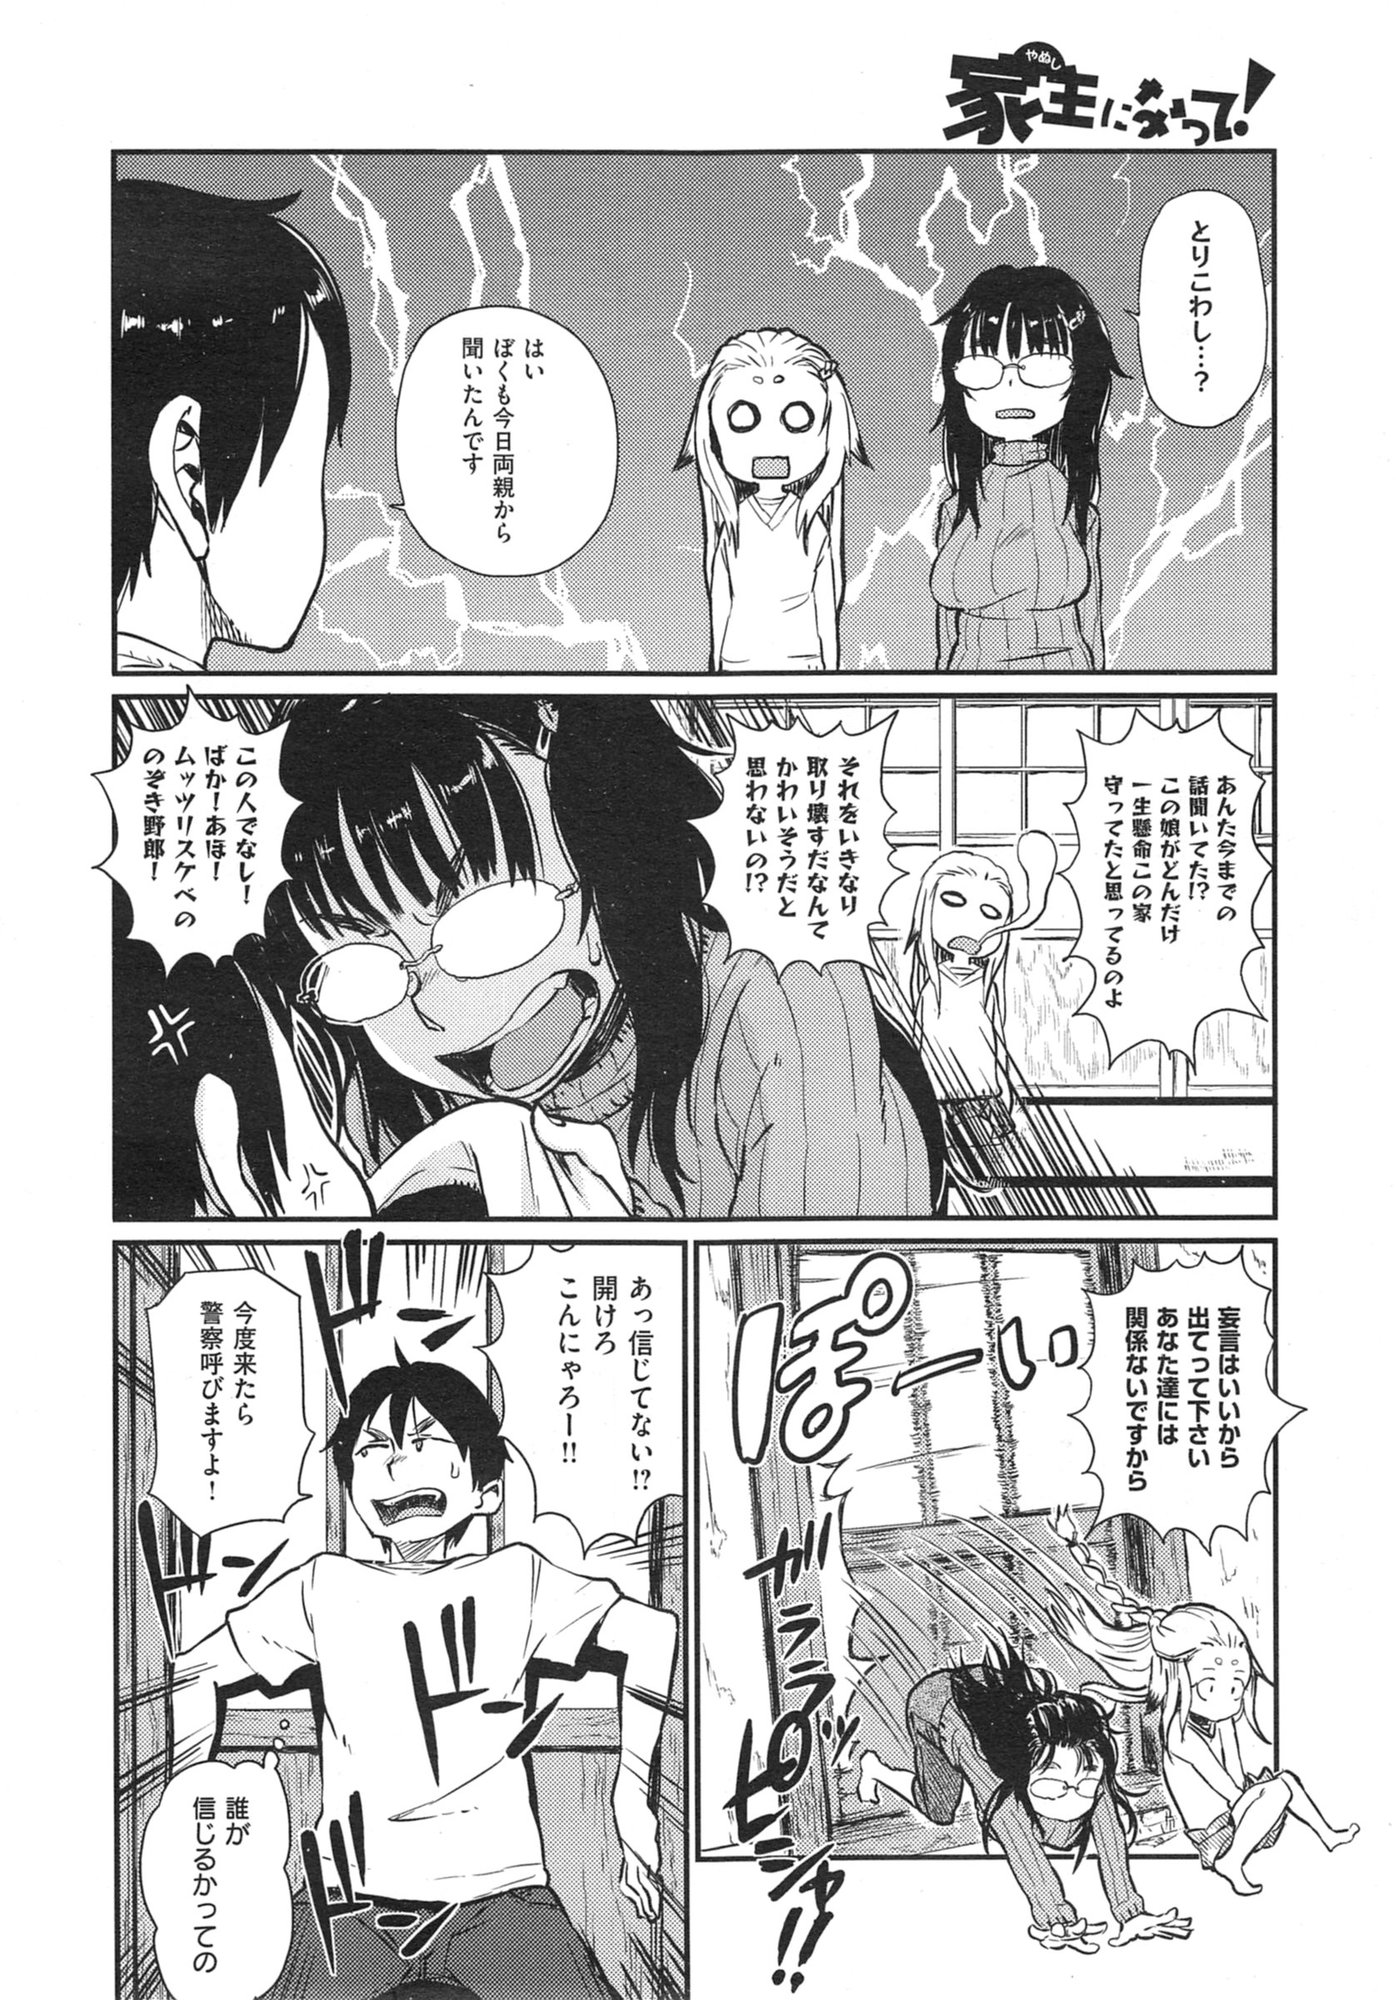 やぬし
家主になって!
とりこわし…?
はい
ぼくも今日両親から
聞いたんです
あんた今までの
話聞いてた!?
この娘がどんだけ
一生懸命この家
守ってたと思ってるのよ
それをいきなり
取り壊すだなんて
かわいそうだと
思わないの!?
この人でなし!
ばか!あほ!
ムッツリスケベの
のぞき野郎!
妄言はいいから
出てって下さい
あなた達には
関係ないですから
ぽーい
ガラララッ
ピシャ!!
あっ信じてない!?
開けろ
こんにゃろー!!
ドン
今度来たら
警察呼びますよ!
ドン
ドン
ドン
誰が
信じるかっての